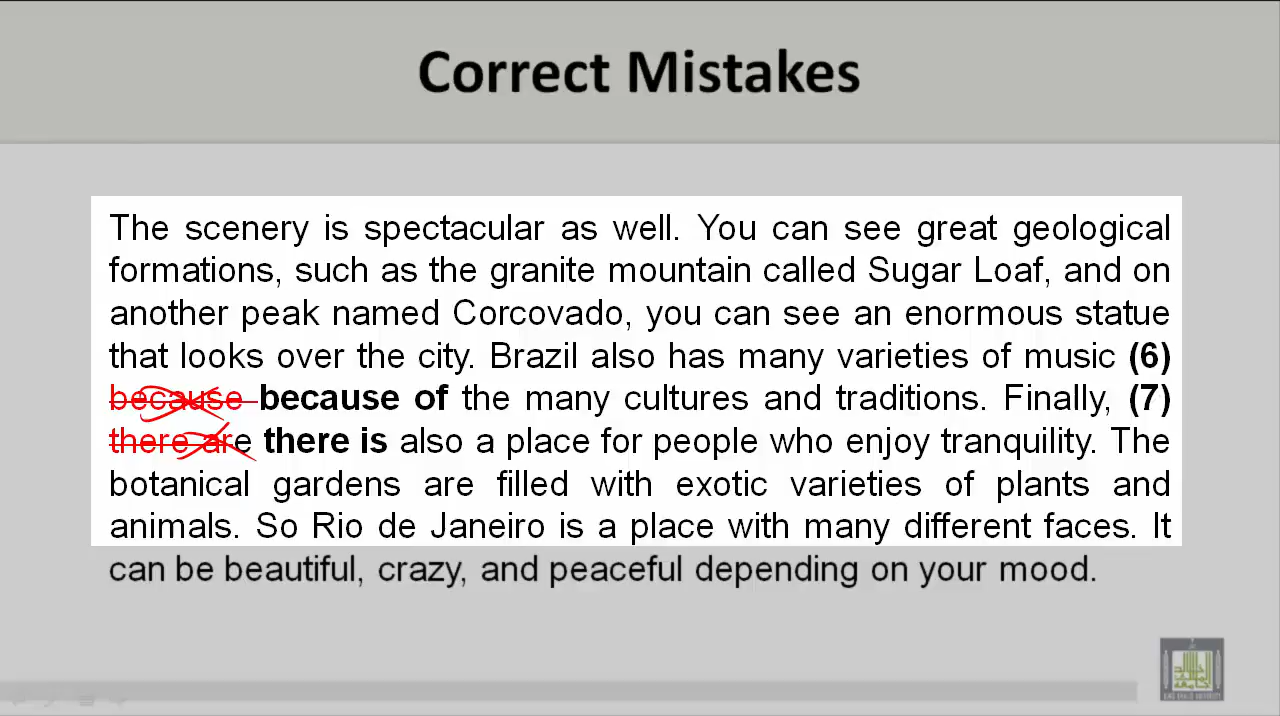 Correct Mistakes
The scenery is spectacular as well. You can see great geological
formations, such as the granite mountain called Sugar Loaf, and on
another peak named Corcovado, you can see an enormous statue
that looks over the city. Brazil also has many varieties of music (6)
because because of the many cultures and traditions. Finally, (7)
there are there is also a place for people who enjoy tranquility. The
botanical gardens are filled with exotic varieties of plants and
animals. So Rio de Janeiro is a place with many different faces. It
can be beautiful, crazy, and peaceful depending on your mood.